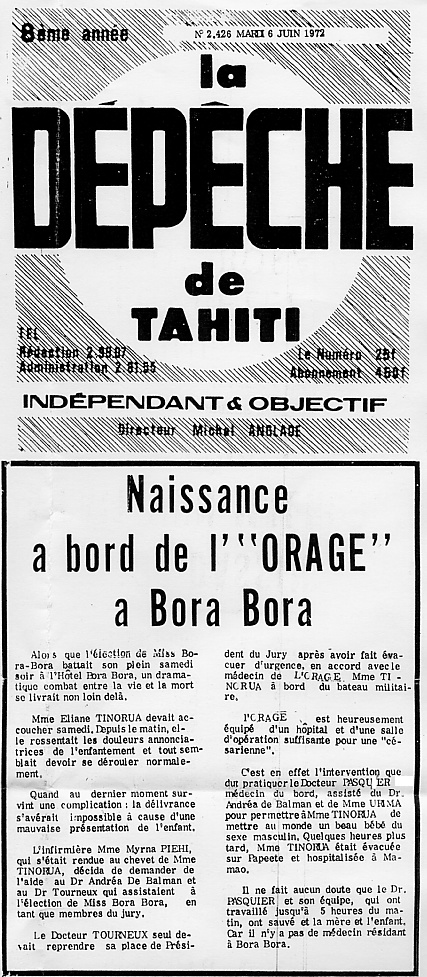 8ème année
N° 2,426 MARDI 6 JUIN 1972
la
DÉPÊCHE
de
TAHITI
TEL
Rédaction 2.98.07
Administration 2.81.95
Le Numéro 25f
Abonnement 450f
INDÉPENDANT & OBJECTIF
Directeur Michel ANGLADE
Naissance
a bord de l'"ORAGE"
a Bora Bora
Alors que l'élection de Miss Bo-
ra-Bora battait son plein samedi
soir à l'Hôtel Bora Bora, un drama-
tique combat entre la vie et la mort
se livrait non loin delà.
Mme Eliane TINORUA devait ac-
coucher samedi. Depuis le matin, el-
le ressentait les douleurs annoncia-
trices de l'enfantement et tout sem-
blait devoir se dérouler normale-
ment.
Quand au dernier moment sur-
vint une complication : la délivrance
s'avérait impossible à cause d'une
mauvaise présentation de l'enfant.
L'infirmière Mme Myrna PIEHI,
qui s'était rendue au chevet de Mme
TINORUA, décida de demander de
l'aide au Dr Andréa De Balman et
au Dr Tourneux qui assistaient à
l'élection de Miss Bora Bora, en
tant que membres du jury.
Le Docteur TOURNEUX seul de-
vait reprendre sa place de Prési-
dent du Jury après avoir fait éva-
cuer d'urgence, en accord avec le
médecin de L'ORAGE, Mme TI-
NORUA à bord du bateau militai-
re.
l'ORAGE est heureusement
équipé d'un hôpital et d'une salle
d'opération suffisante pour une "cé-
sarienne".
C'est en effet l'intervention que
dut pratiquer le Docteur PASQUIER
médecin du bord, assisté du Dr.
Andréa de Balman et de Mme URIMA
pour permettre à Mme TINORUA de
mettre au monde un beau bébé du
sexe masculin. Quelques heures plus
tard, Mme TINORUA était évacuée
sur Papeete et hospitalisée à Ma-
mao.
Il ne fait aucun doute que le Dr.
PASQUIER et son équipe, qui ont
travaillé jusqu'à 5 heures du ma-
tin, ont sauvé et la mère et l'enfant.
Car il n'y a pas de médecin résidant
à Bora Bora.